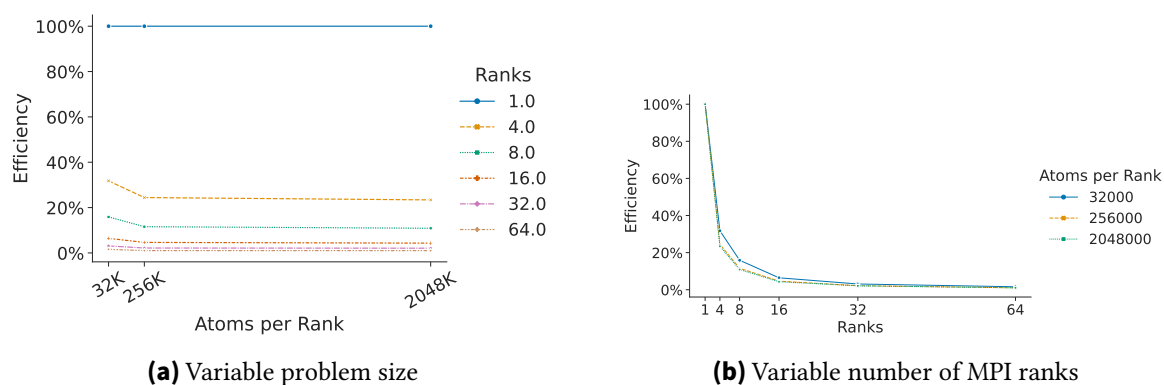 100%
80%
60%
40%
20%
0%
Efficiency
32K
256K
2048K
Atoms per Rank
Ranks
1.0
4.0
8.0
16.0
32.0
64.0
(a) Variable problem size
100%
80%
60%
40%
20%
0%
Efficiency
1 4 8 16 32 64
Ranks
Atoms per Rank
32000
256000
2048000
(b) Variable number of MPI ranks